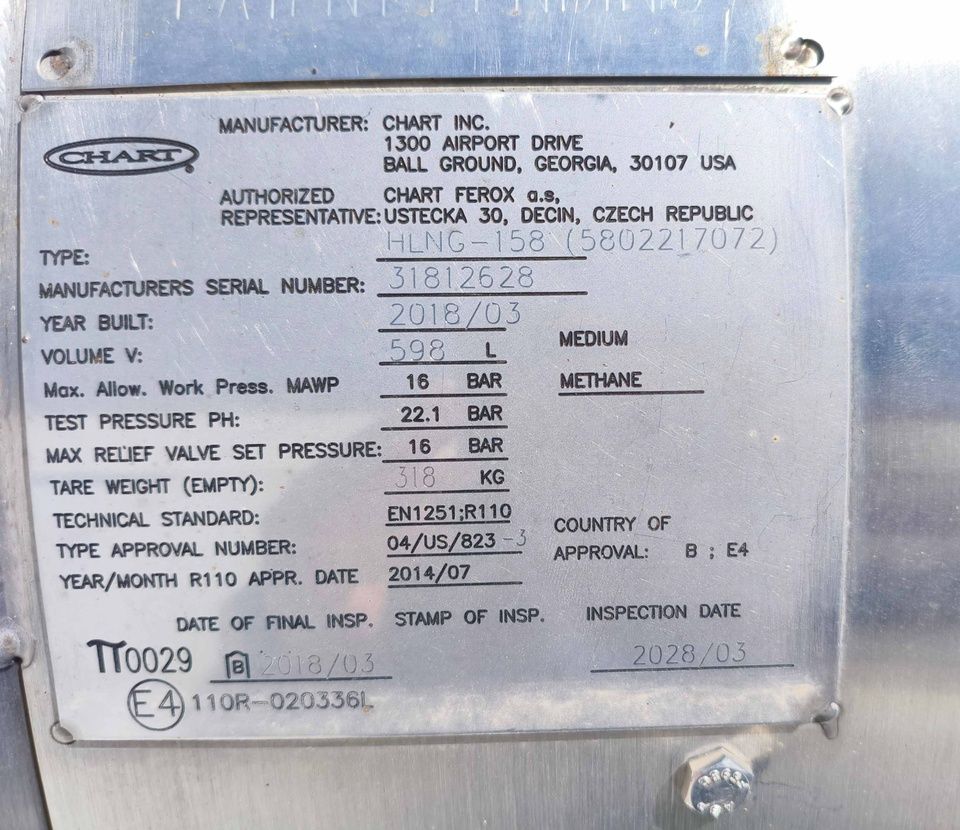 PATENT PENDING
MANUFACTURER: CHART INC.
1300 AIRPORT DRIVE
CHART
BALL GROUND, GEORGIA, 30107 USA
AUTHORIZED CHART FEROX a.s,
REPRESENTATIVE: USTECKA 30, DECIN, CZECH REPUBLIC
TYPE: HLNG-158 (5802217072)
MANUFACTURERS SERIAL NUMBER: 31812628
YEAR BUILT: 2018/03
VOLUME V: 598 L MEDIUM
Max. Allow. Work Press. MAWP 16 BAR METHANE
TEST PRESSURE PH: 22.1 BAR
MAX RELIEF VALVE SET PRESSURE: 16 BAR
TARE WEIGHT (EMPTY): 318 KG
TECHNICAL STANDARD: EN1251;R110 COUNTRY OF
TYPE APPROVAL NUMBER: 04/US/823-3 APPROVAL: B ; E4
YEAR/MONTH R110 APPR. DATE 2014/07
DATE OF FINAL INSP. STAMP OF INSP. INSPECTION DATE
π0029 B 2018/03 2028/03
E4 110R-020336L